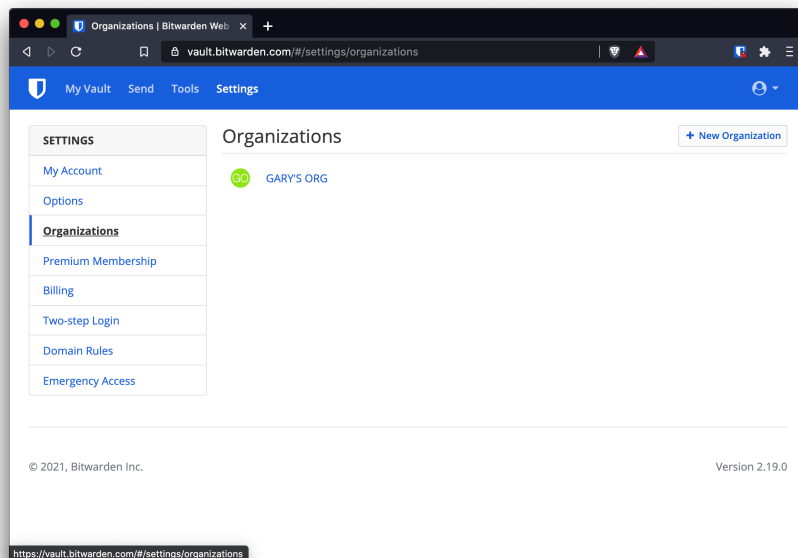 Organizations | Bitwarden Web
vault.bitwarden.com/#/settings/organizations
My Vault Send Tools Settings
SETTINGS
My Account
Options
Organizations
Premium Membership
Billing
Two-step Login
Domain Rules
Emergency Access
Organizations
+ New Organization
GO GARY'S ORG
© 2021, Bitwarden Inc. Version 2.19.0
https://vault.bitwarden.com/#/settings/organizations